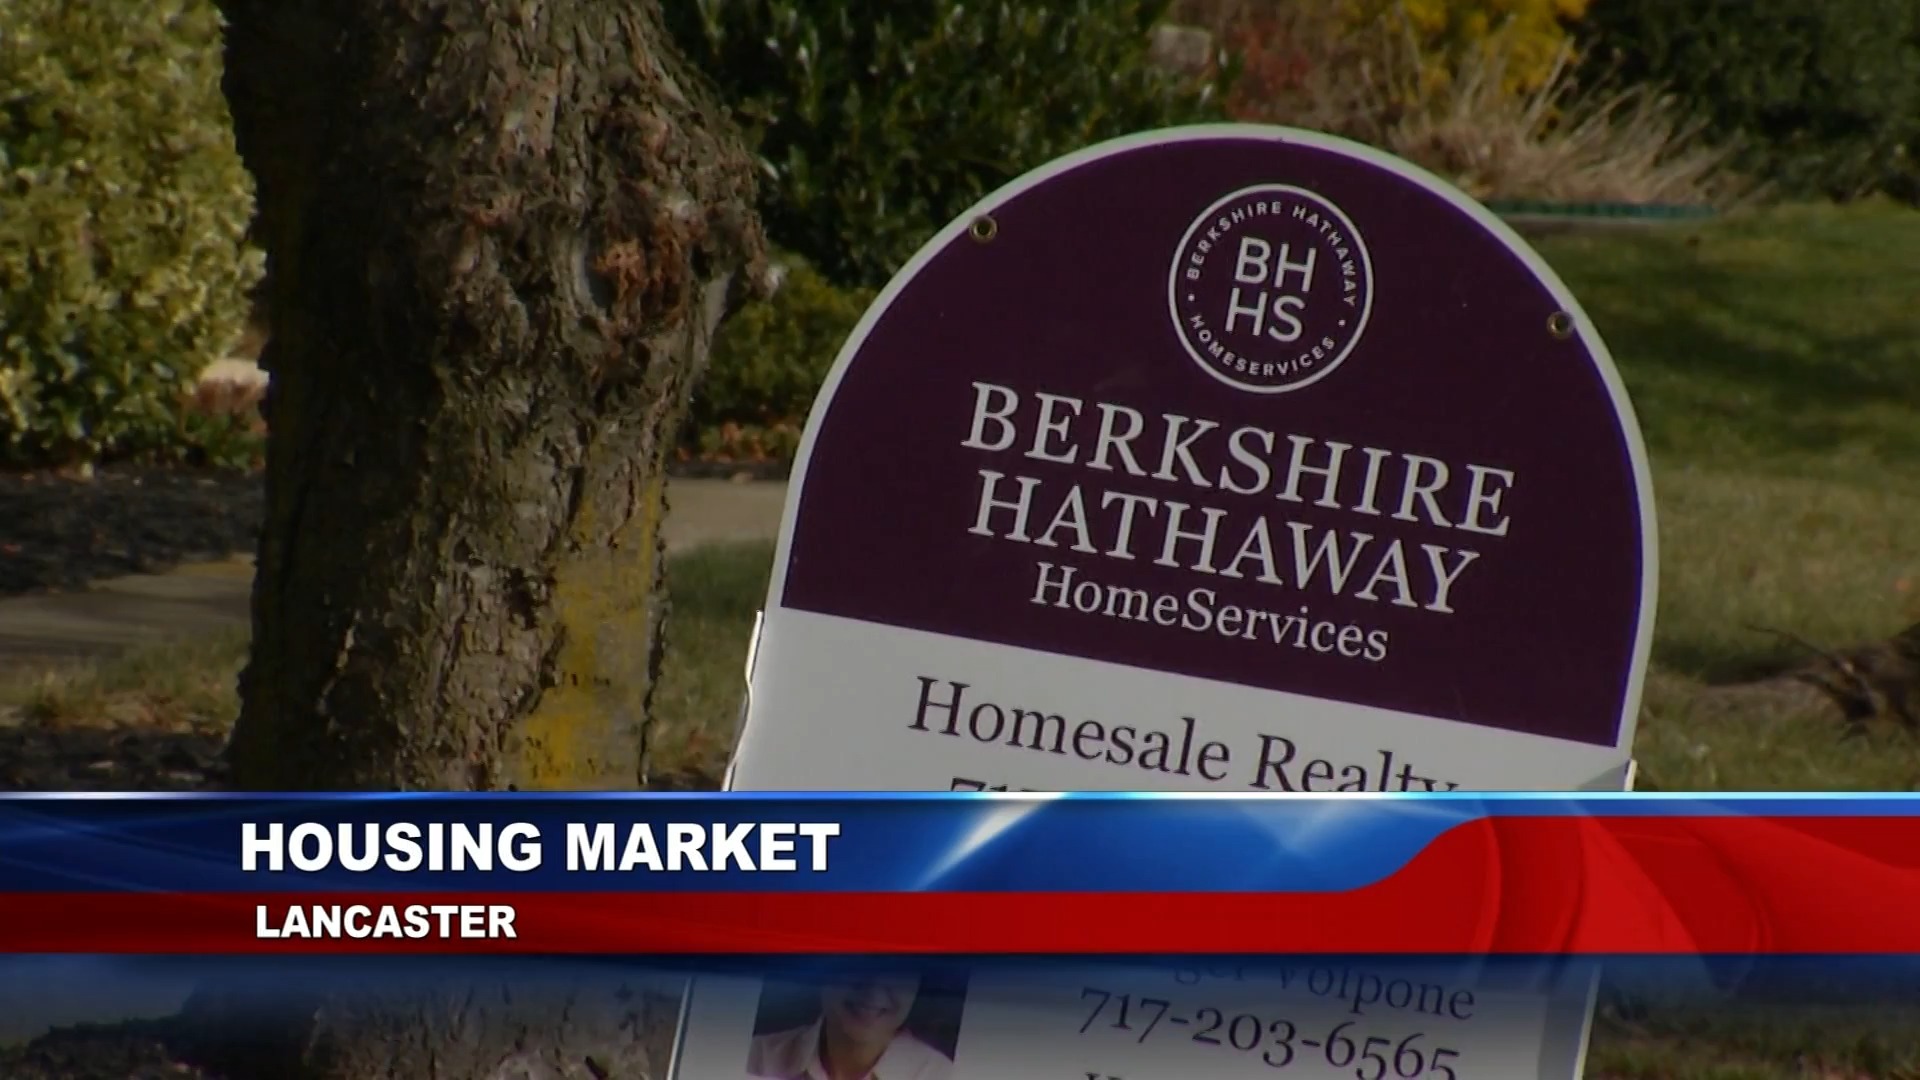 BERKSHIRE HATHAWAY
BH
HS
HOMESERVICES
BERKSHIRE
HATHAWAY
HomeServices
Homesale Realty
HOUSING MARKET
LANCASTER
Volpone
717-203-6565